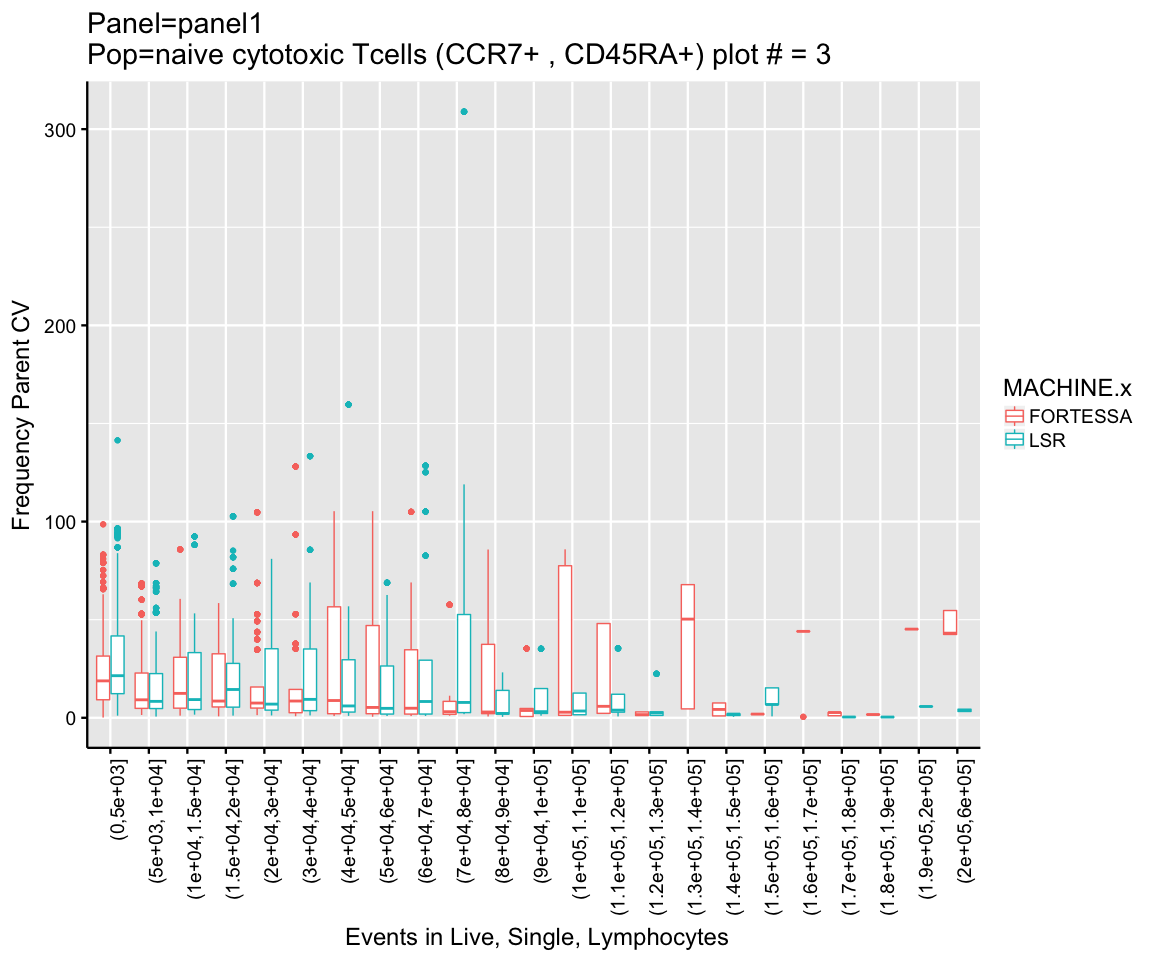 Panel=panel1
Pop=naive cytotoxic Tcells (CCR7+ , CD45RA+) plot # = 3
Frequency Parent CV
300
200
100
0
(0,5e+03]
(5e+03,1e+04]
(1e+04,1.5e+04]
(1.5e+04,2e+04]
(2e+04,3e+04]
(3e+04,4e+04]
(4e+04,5e+04]
(5e+04,6e+04]
(6e+04,7e+04]
(7e+04,8e+04]
(8e+04,9e+04]
(9e+04,1e+05]
(1e+05,1.1e+05]
(1.1e+05,1.2e+05]
(1.2e+05,1.3e+05]
(1.3e+05,1.4e+05]
(1.4e+05,1.5e+05]
(1.5e+05,1.6e+05]
(1.6e+05,1.7e+05]
(1.7e+05,1.8e+05]
(1.8e+05,1.9e+05]
(1.9e+05,2e+05]
(2e+05,6e+05]
Events in Live, Single, Lymphocytes
MACHINE.x
FORTESSA
LSR